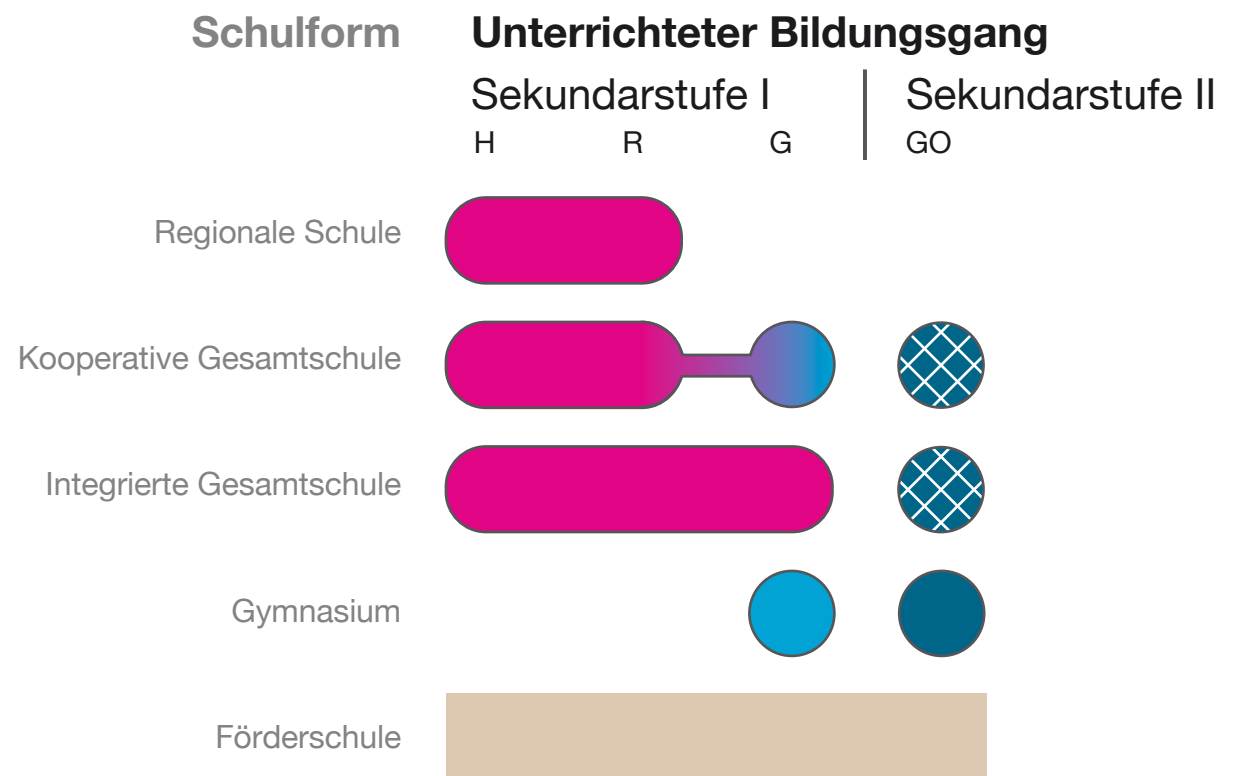 Schulform Unterrichteter Bildungsgang
Sekundarstufe I Sekundarstufe II
H R G GO
Regionale Schule
Kooperative Gesamtschule
Integrierte Gesamtschule
Gymnasium
Förderschule